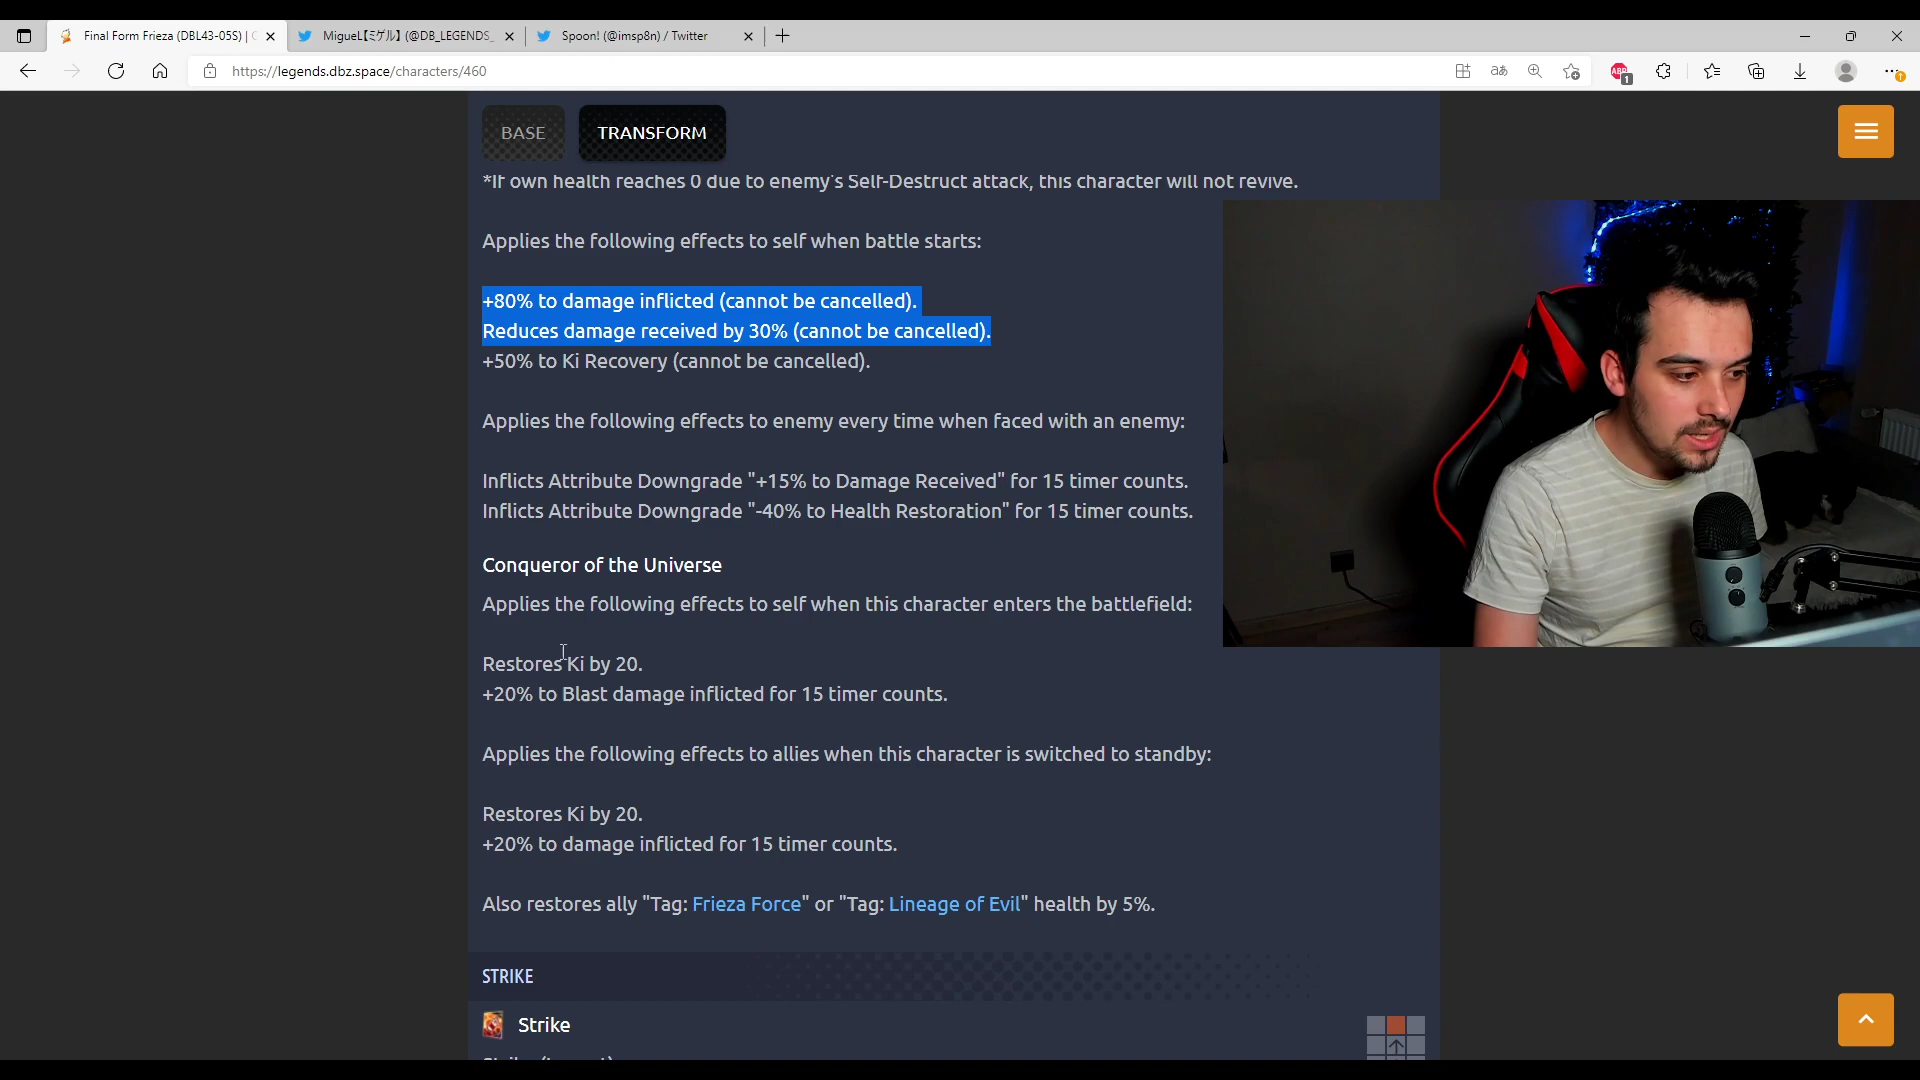 Final Form Frieza (DBL43-05S) | C
MigueL【ミゲル】 (@DB_LEGENDS_
Spoon! (@imsp8n) / Twitter
https://legends.dbz.space/characters/460
aあ
ABP
1
BASE
TRANSFORM
*If own health reaches 0 due to enemy's Self-Destruct attack, this character will not revive.
Applies the following effects to self when battle starts:
+80% to damage inflicted (cannot be cancelled).
Reduces damage received by 30% (cannot be cancelled).
+50% to Ki Recovery (cannot be cancelled).
Applies the following effects to enemy every time when faced with an enemy:
Inflicts Attribute Downgrade "+15% to Damage Received" for 15 timer counts.
Inflicts Attribute Downgrade "-40% to Health Restoration" for 15 timer counts.
Conqueror of the Universe
Applies the following effects to self when this character enters the battlefield:
Restores Ki by 20.
+20% to Blast damage inflicted for 15 timer counts.
Applies the following effects to allies when this character is switched to standby:
Restores Ki by 20.
+20% to damage inflicted for 15 timer counts.
Also restores ally "Tag: Frieza Force" or "Tag: Lineage of Evil" health by 5%.
STRIKE
Strike